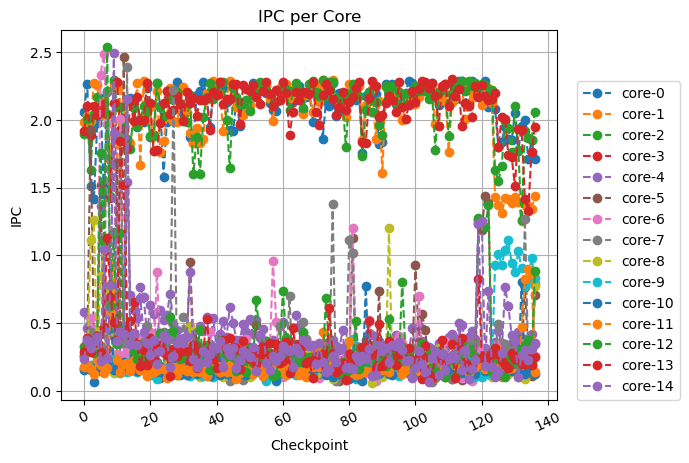 IPC per Core
IPC
2.5
2.0
1.5
1.0
0.5
0.0
0
20
40
60
80
100
120
140
Checkpoint
core-0
core-1
core-2
core-3
core-4
core-5
core-6
core-7
core-8
core-9
core-10
core-11
core-12
core-13
core-14